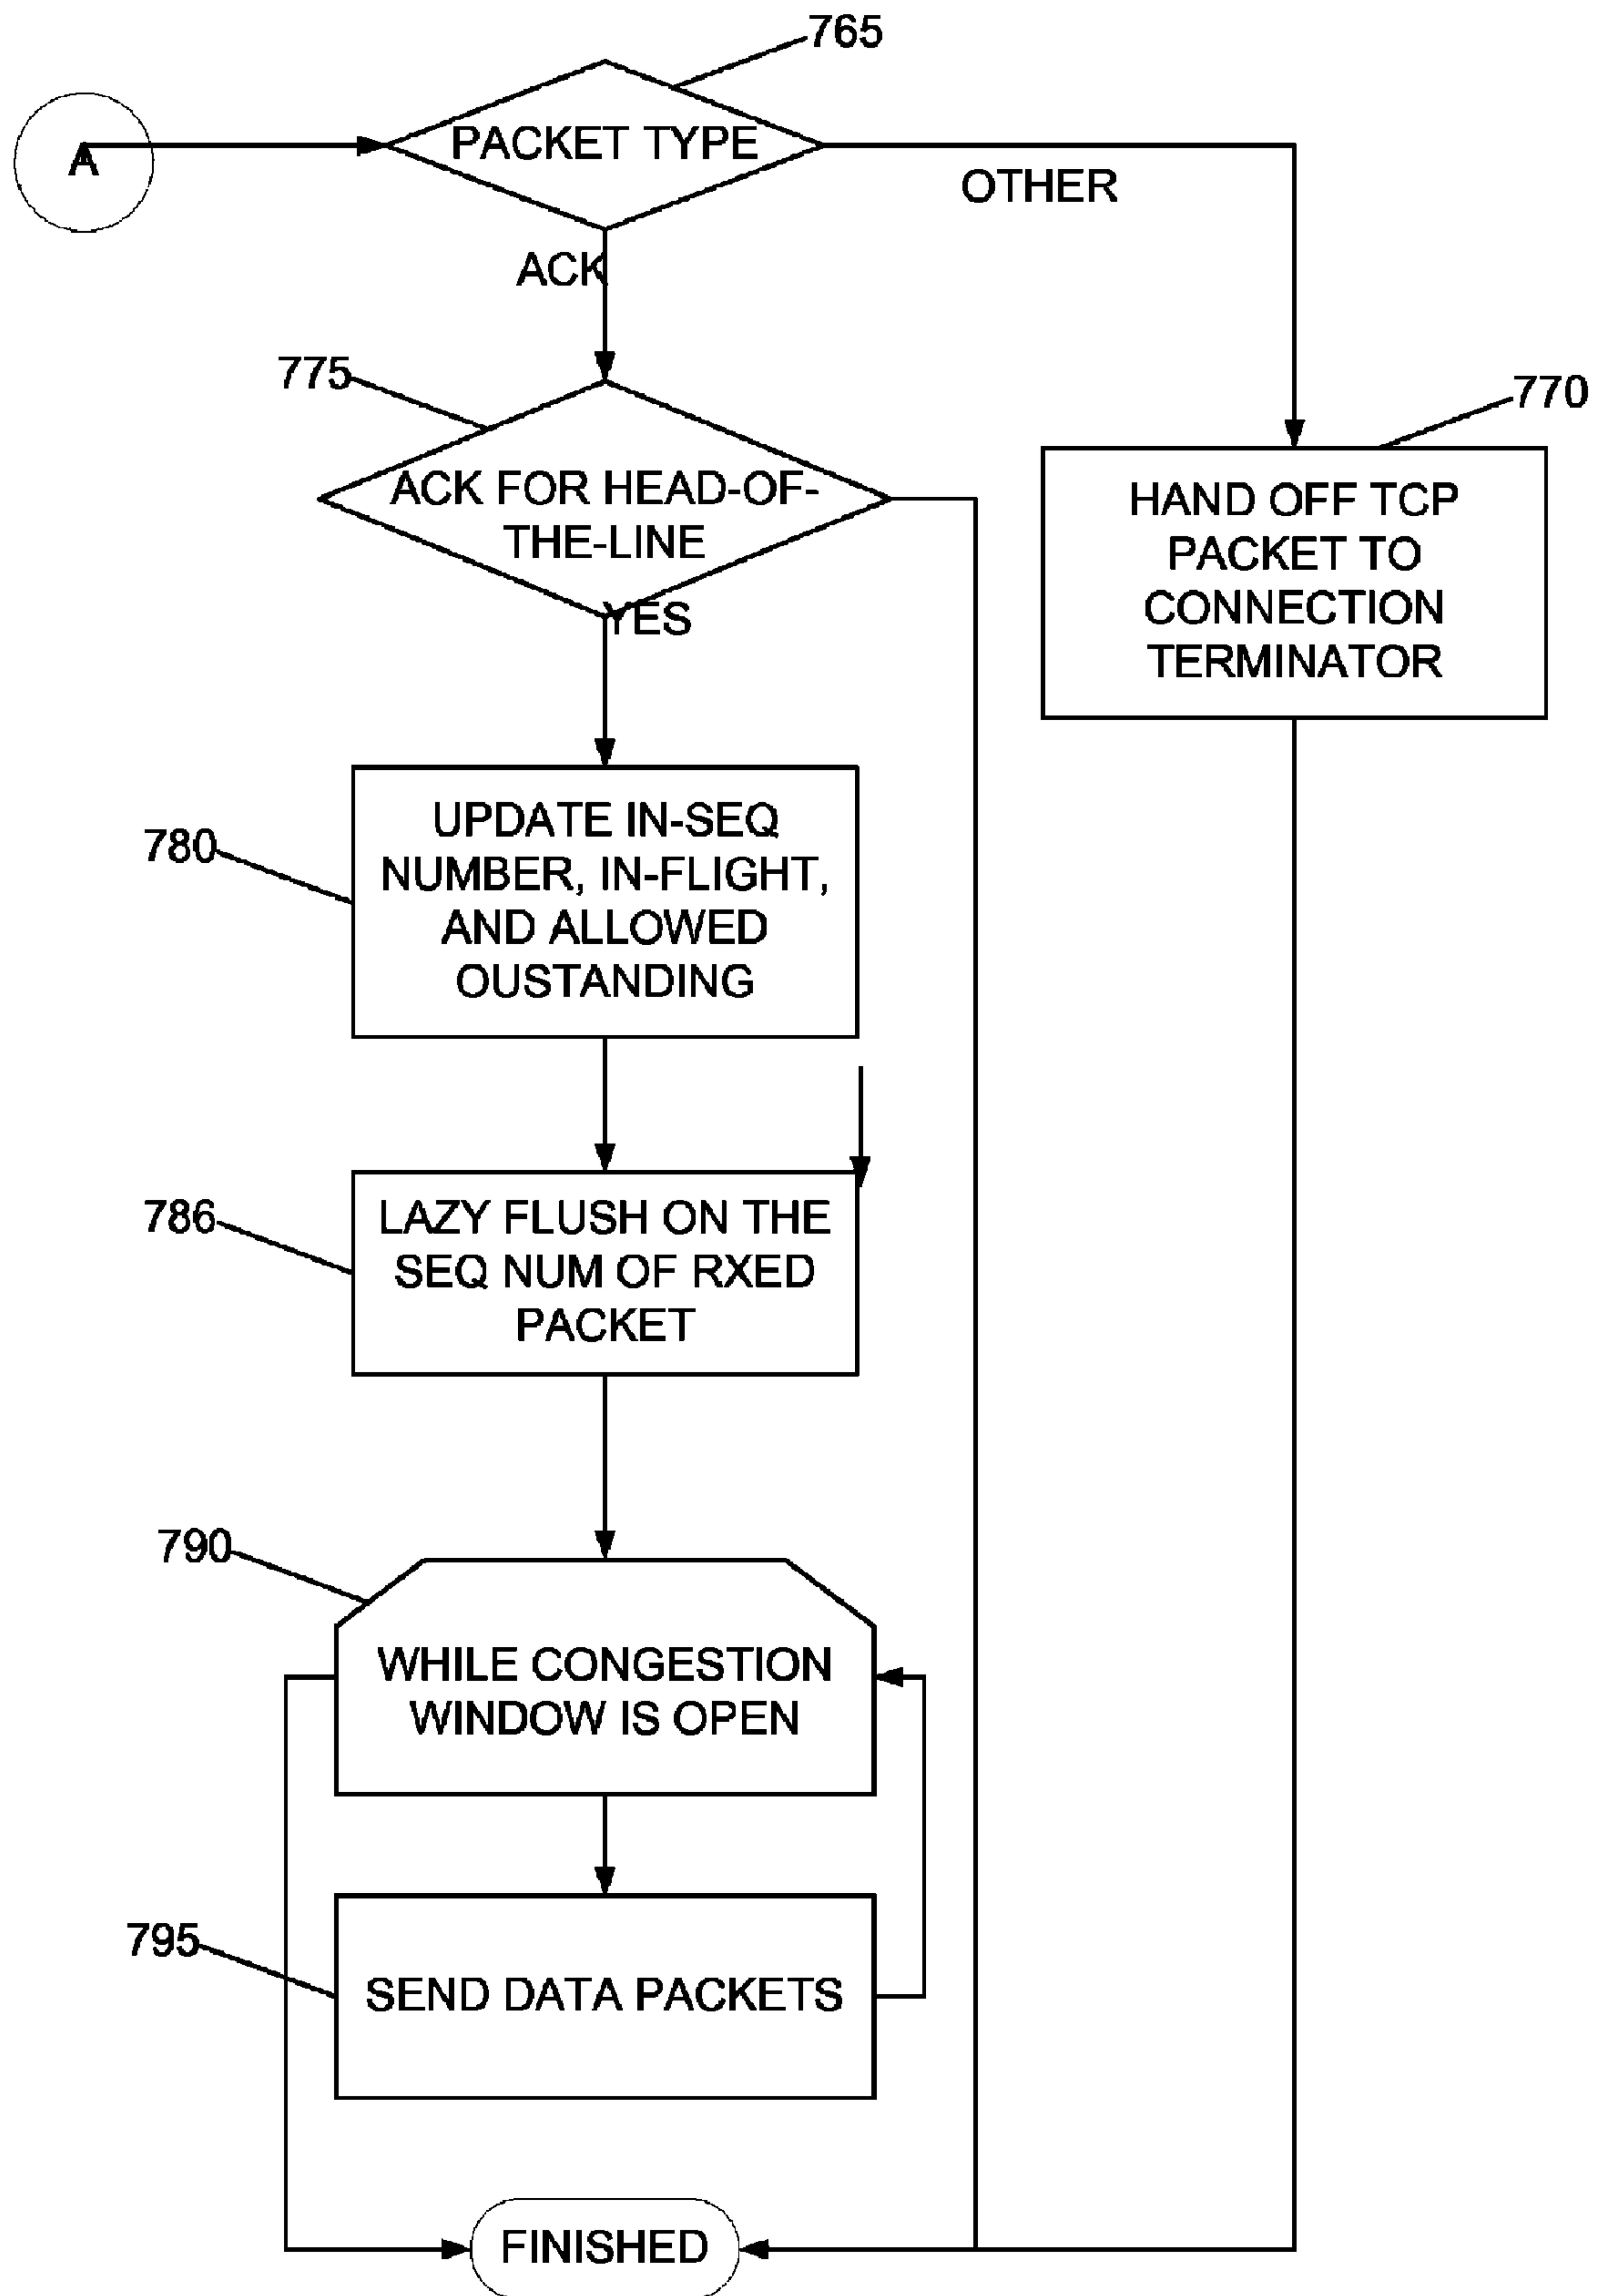 765
A
PACKET TYPE
OTHER
ACK
775
770
ACK FOR HEAD-OF-
THE-LINE
YES
HAND OFF TCP
PACKET TO
CONNECTION
TERMINATOR
780
UPDATE IN-SEQ
NUMBER, IN-FLIGHT,
AND ALLOWED
OUSTANDING
786
LAZY FLUSH ON THE
SEQ NUM OF RXED
PACKET
790
WHILE CONGESTION
WINDOW IS OPEN
795
SEND DATA PACKETS
FINISHED